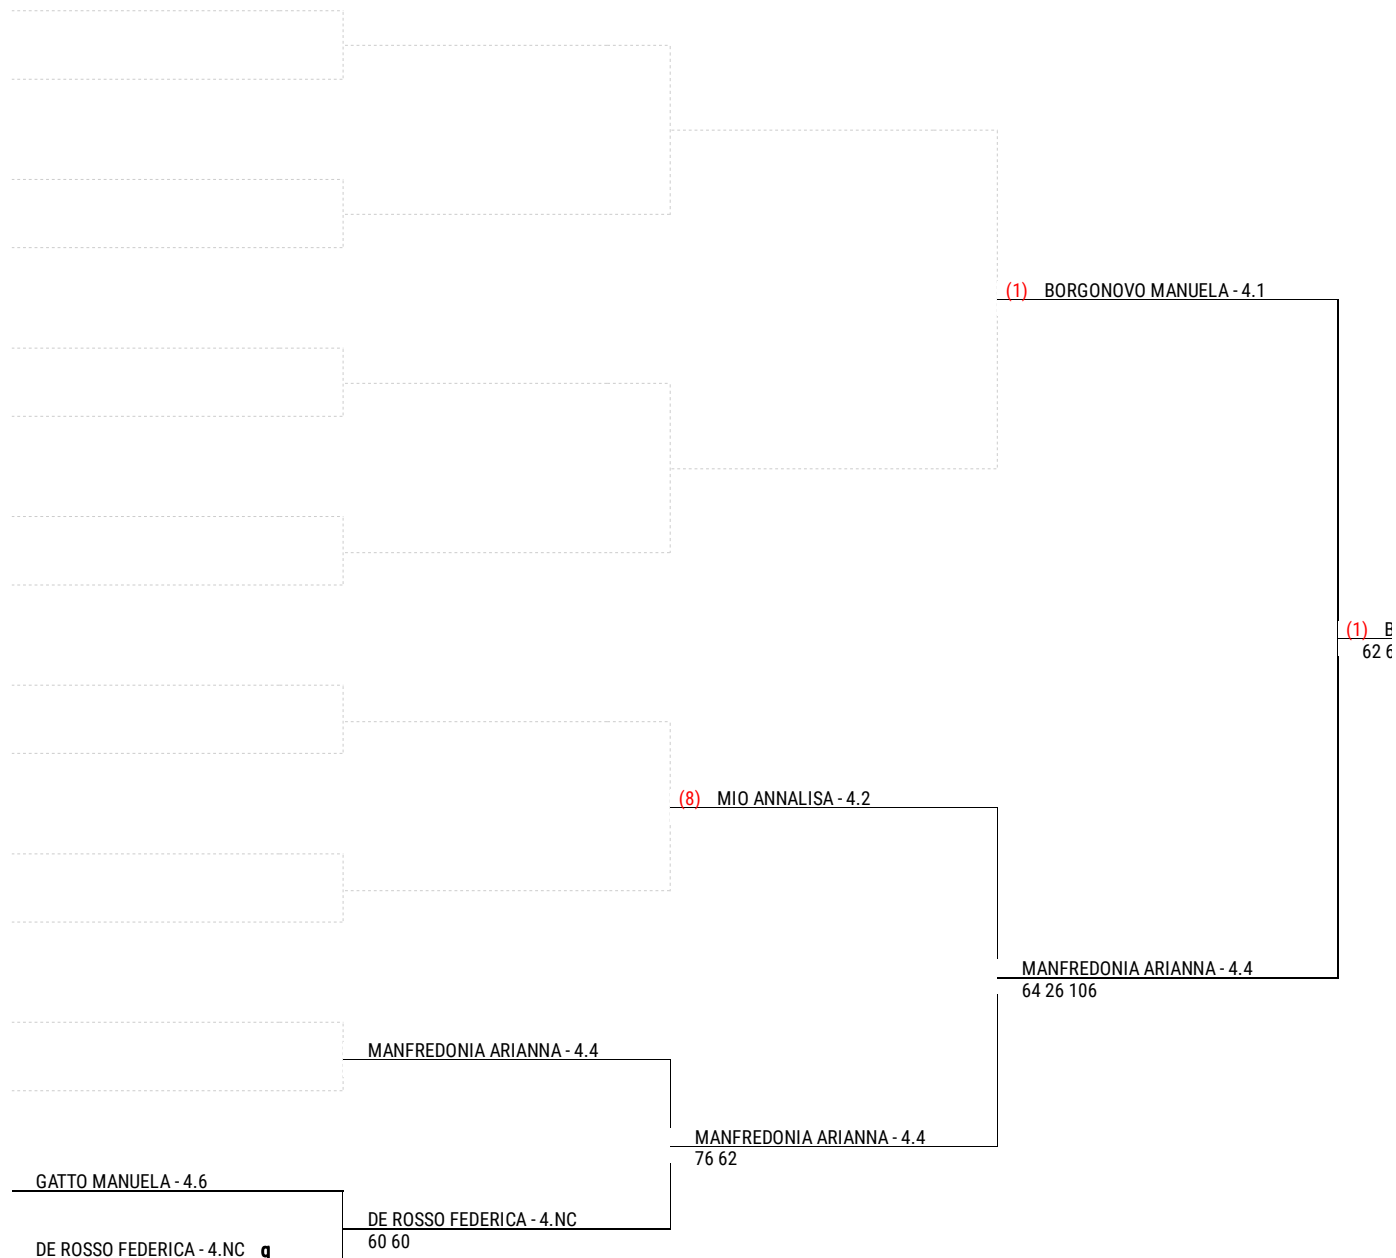 (1) BORGONOVO MANUELA - 4.1
(1) B
62 6
(8) MIO ANNALISA - 4.2
MANFREDONIA ARIANNA - 4.4
64 26 106
MANFREDONIA ARIANNA - 4.4
MANFREDONIA ARIANNA - 4.4
76 62
GATTO MANUELA - 4.6
DE ROSSO FEDERICA - 4.NC
60 60
DE ROSSO FEDERICA - 4.NC q